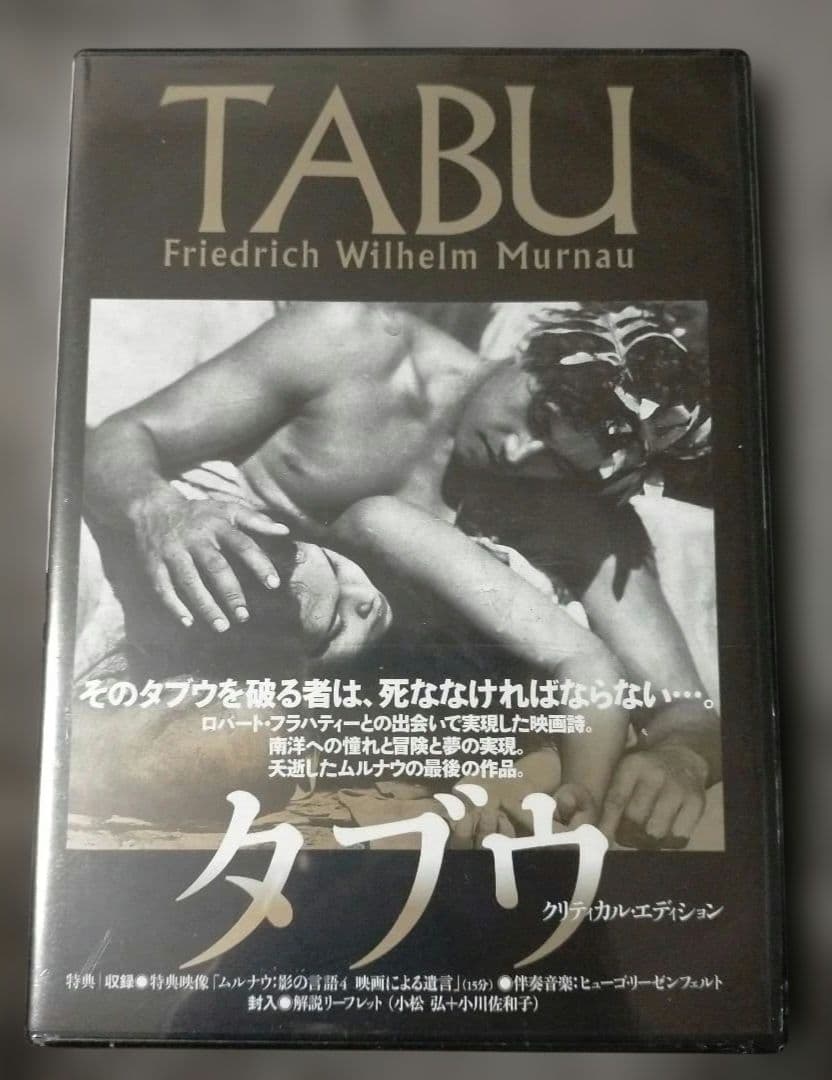 TABU
Friedrich Wilhelm Murnau
そのタブウを破る者は、死ななければならない…。
ロバート・フラハティーとの出会いで実現した映画詩。
南洋への憧れと冒険と夢の実現。
夭逝したムルナウの最後の作品。
タブウ
クリティカル・エディション
特典|収録●特典映像「ムルナウ:影の言語4 映画による遺言」(15分)●伴奏音楽:ヒューゴ・リーゼンフェルト
封入●解説リーフレット(小松 弘+小川佐和子)